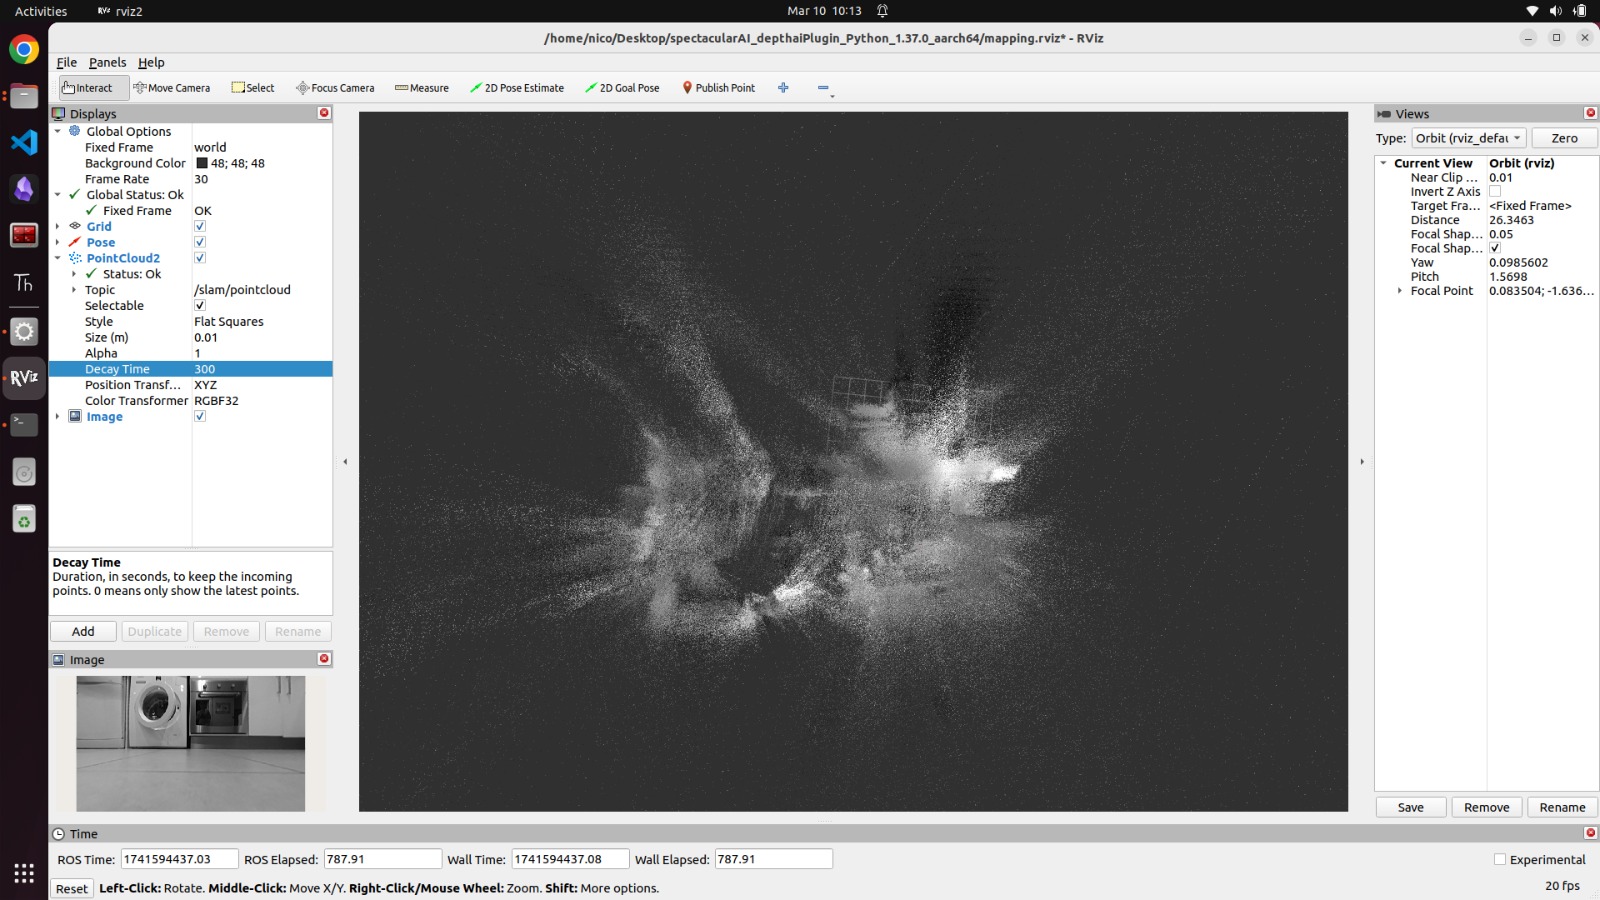 Activities
rviz2
Mar 10 10:13
/home/nico/Desktop/spectacularAI_depthaiPlugin_Python_1.37.0_aarch64/mapping.rviz* - RViz
File Panels Help
Interact Move Camera Select Focus Camera Measure 2D Pose Estimate 2D Goal Pose Publish Point
Displays
Global Options
Fixed Frame world
Background Color 48; 48; 48
Frame Rate 30
Global Status: Ok
Fixed Frame OK
Grid
Pose
PointCloud2
Status: Ok
Topic /slam/pointcloud
Selectable
Style Flat Squares
Size (m) 0.01
Alpha 1
Decay Time 300
Position Transf... XYZ
Color Transformer RGBF32
Image
Decay Time
Duration, in seconds, to keep the incoming
points. 0 means only show the latest points.
Add Duplicate Remove Rename
Image
Views
Type: Orbit (rviz_defau Zero
Current View Orbit (rviz)
Near Clip ... 0.01
Invert Z Axis
Target Fra... <Fixed Frame>
Distance 26.3463
Focal Shap... 0.05
Focal Shap...
Yaw 0.0985602
Pitch 1.5698
Focal Point 0.083504; -1.636...
Save Remove Rename
Time
ROS Time: 1741594437.03 ROS Elapsed: 787.91 Wall Time: 1741594437.08 Wall Elapsed: 787.91 Experimental
Reset Left-Click: Rotate. Middle-Click: Move X/Y. Right-Click/Mouse Wheel: Zoom. Shift: More options. 20 fps
RViz
Th